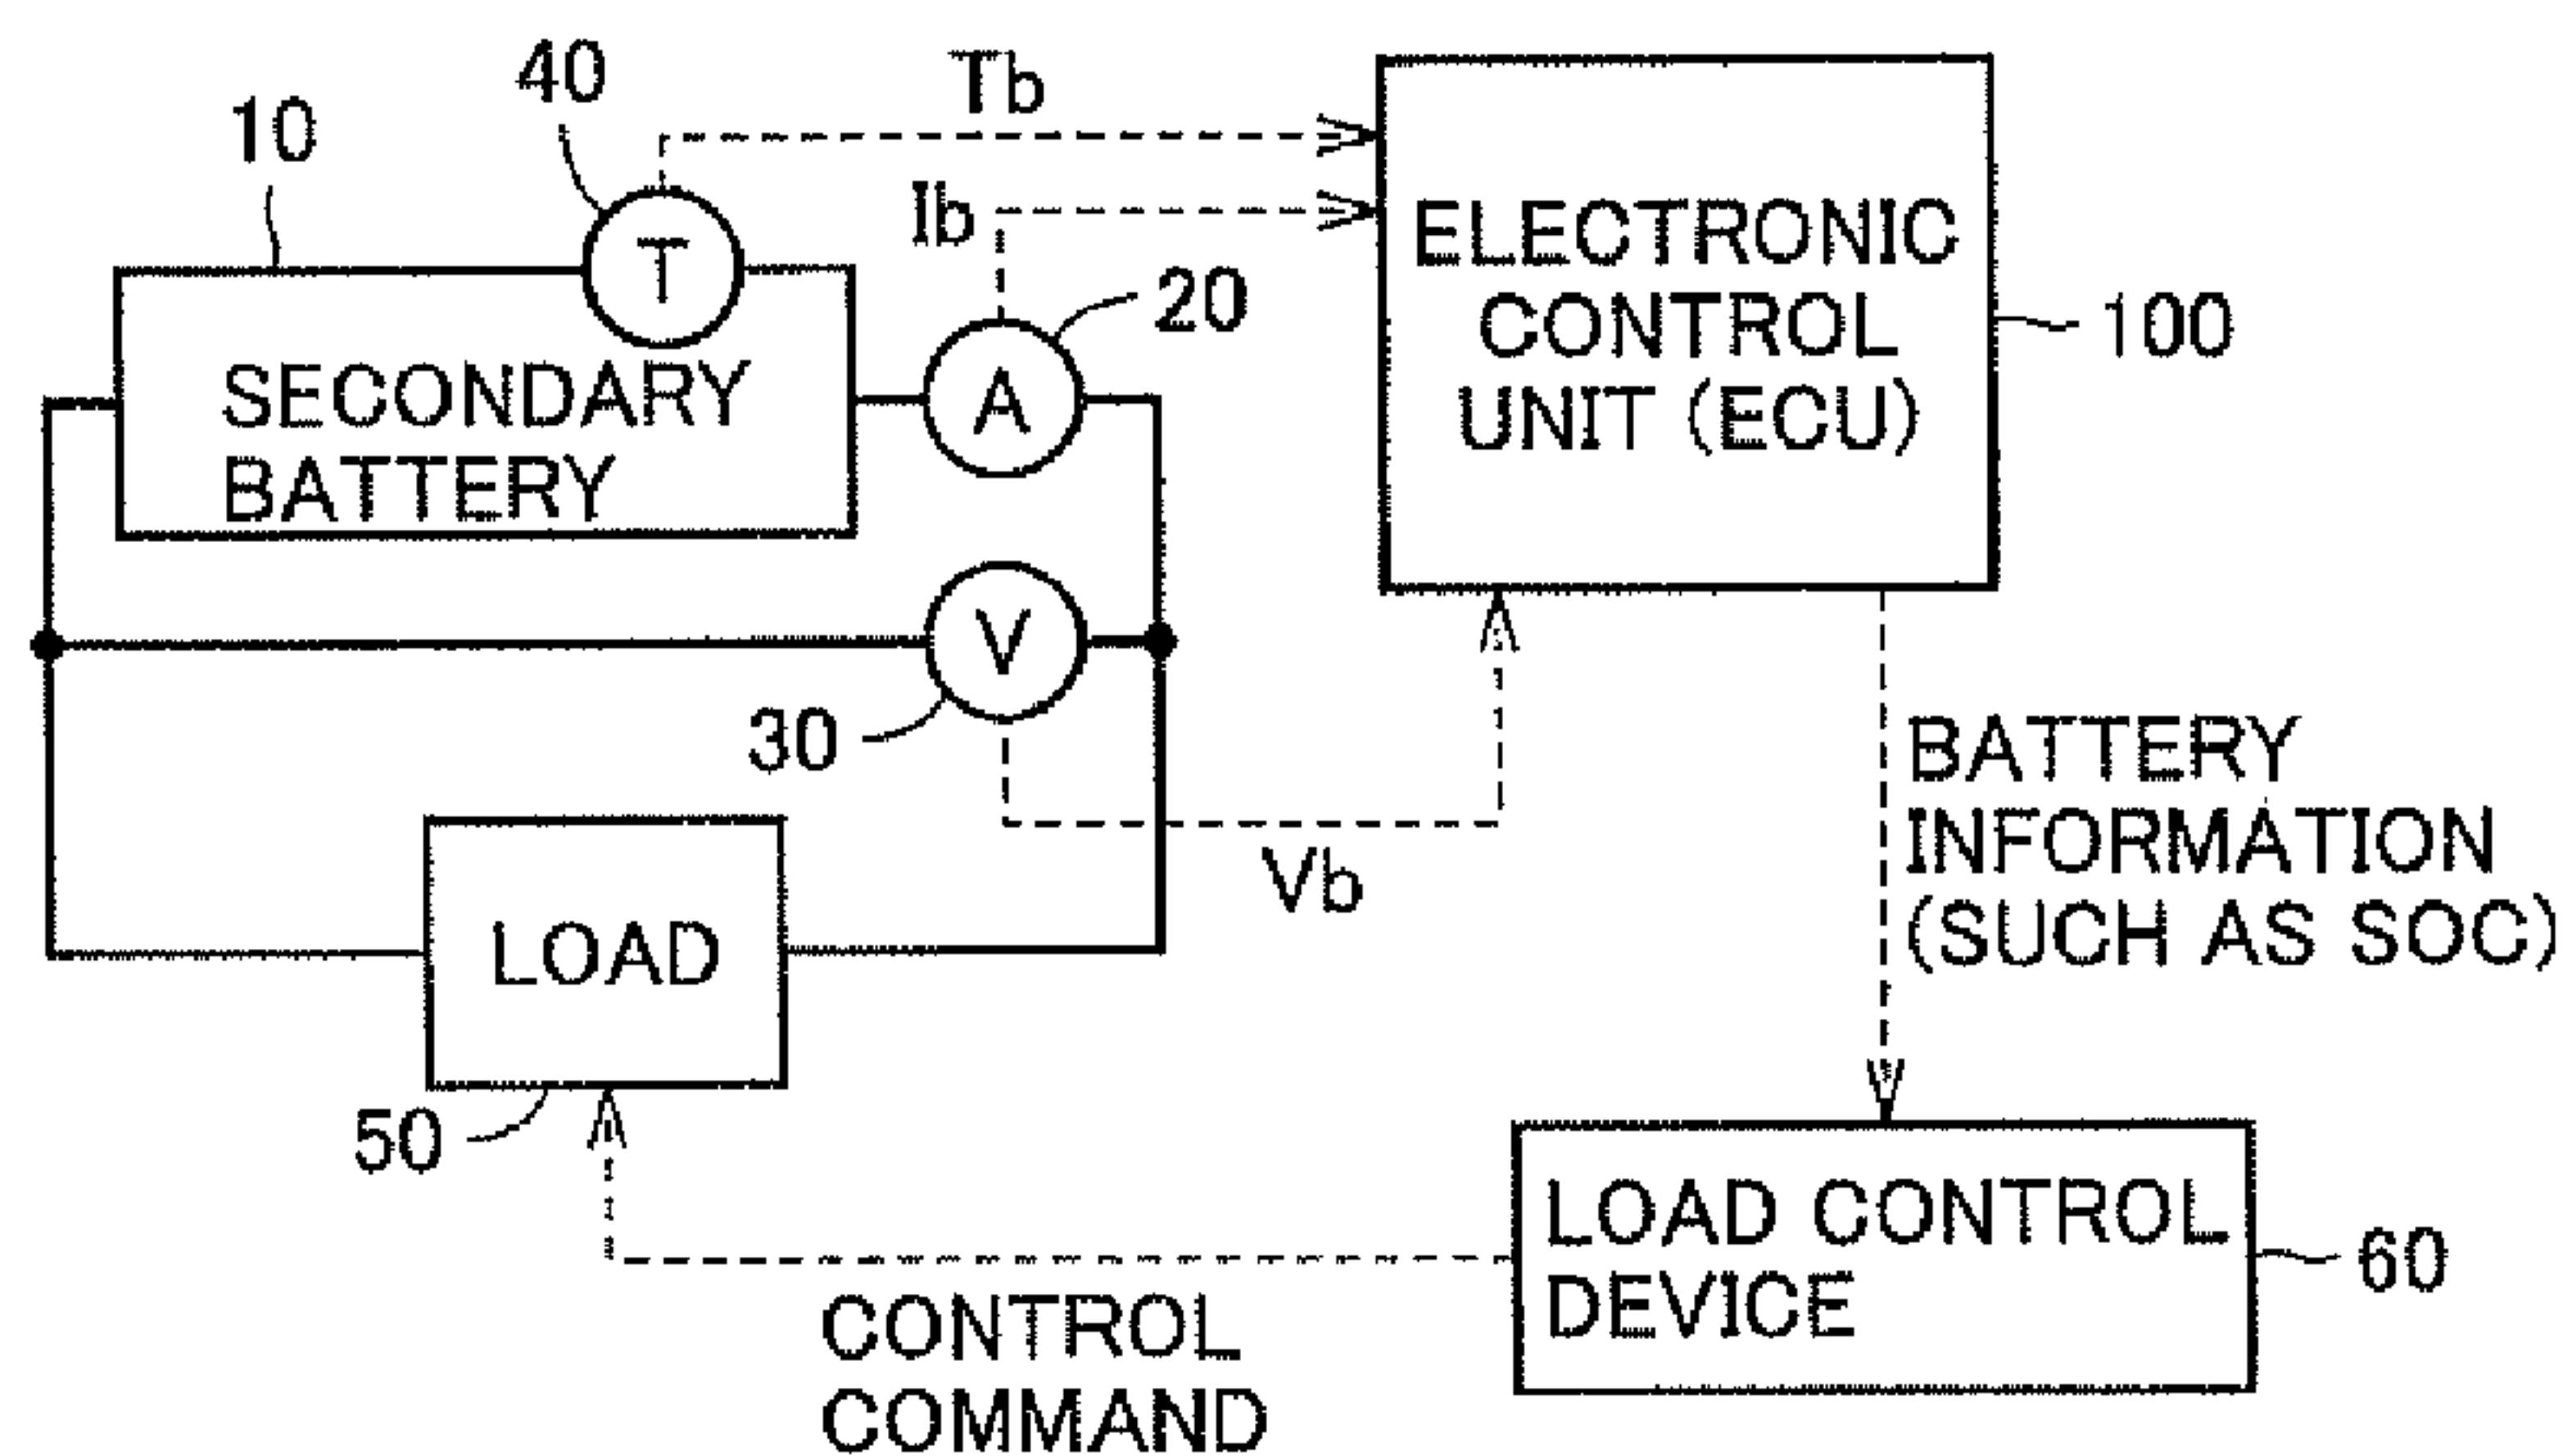 40
Tb
10
Ib
T
ELECTRONIC
CONTROL
UNIT (ECU)
20
100
SECONDARY
BATTERY
A
V
30
Vb
BATTERY
INFORMATION
(SUCH AS SOC)
LOAD
50
LOAD CONTROL
DEVICE
60
CONTROL
COMMAND